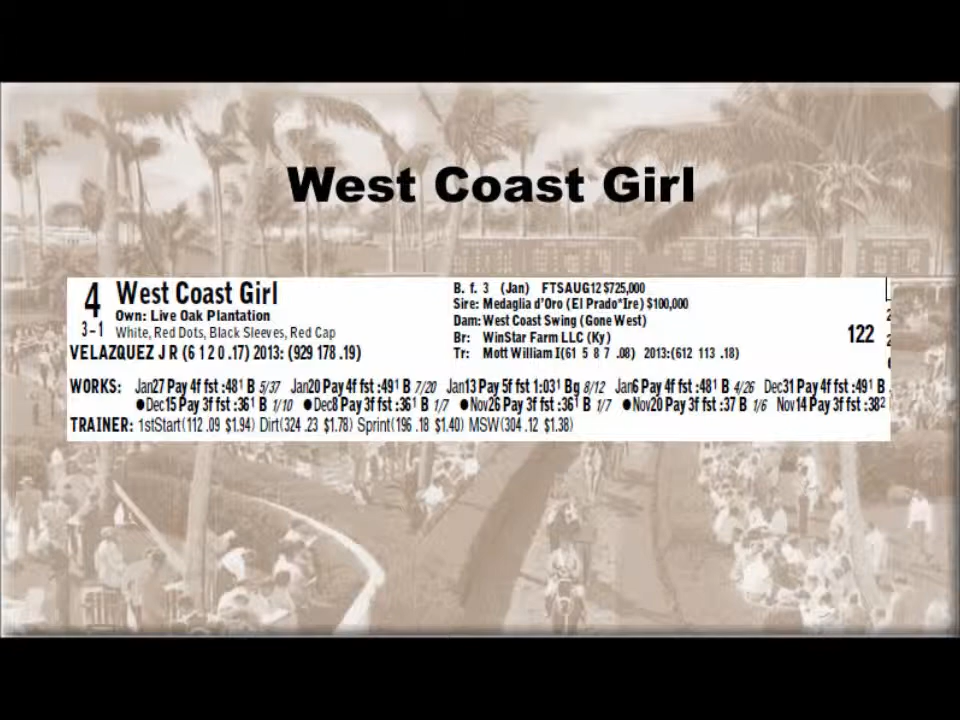 West Coast Girl
4 West Coast Girl
Own: Live Oak Plantation
3-1 White, Red Dots, Black Sleeves, Red Cap
VELAZQUEZ J R (6 1 2 0 .17) 2013: (929 178 .19)
B. f. 3 (Jan) FTSAUG12 $725,000
Sire: Medaglia d'Oro (El Prado*Ire) $100,000
Dam: West Coast Swing (Gone West)
Br: WinStar Farm LLC (Ky)
Tr: Mott William I(61 5 8 7 .08) 2013:(612 113 .18)
122
WORKS: Jan27 Pay 4f fst :48¹ B 5/37 Jan20 Pay 4f fst :49¹ B 7/20 Jan13 Pay 5f fst 1:03¹ Bg 8/12 Jan6 Pay 4f fst :48¹ B 4/26 Dec31 Pay 4f fst :49¹ B
●Dec15 Pay 3f fst :36¹ B 1/10 ●Dec8 Pay 3f fst :36¹ B 1/7 ●Nov26 Pay 3f fst :36¹ B 1/7 ●Nov20 Pay 3f fst :37 B 1/6 Nov14 Pay 3f fst :38²
TRAINER: 1stStart(112 .09 $1.94) Dirt(324 .23 $1.78) Sprint(196 .18 $1.40) MSW(304 .12 $1.38)